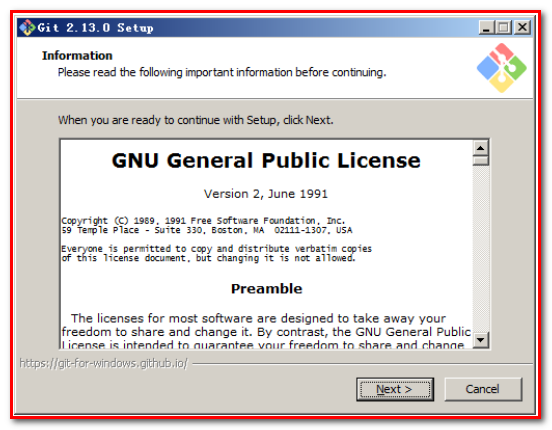 Git 2.13.0 Setup
Information
Please read the following important information before continuing.
When you are ready to continue with Setup, click Next.
GNU General Public License
Version 2, June 1991
Copyright (C) 1989, 1991 Free Software Foundation, Inc.
59 Temple Place - Suite 330, Boston, MA  02111-1307, USA
Everyone is permitted to copy and distribute verbatim copies
of this license document, but changing it is not allowed.
Preamble
The licenses for most software are designed to take away your
freedom to share and change it. By contrast, the GNU General Public
License is intended to guarantee your freedom to share and change
https://git-for-windows.github.io/
Next >
Cancel